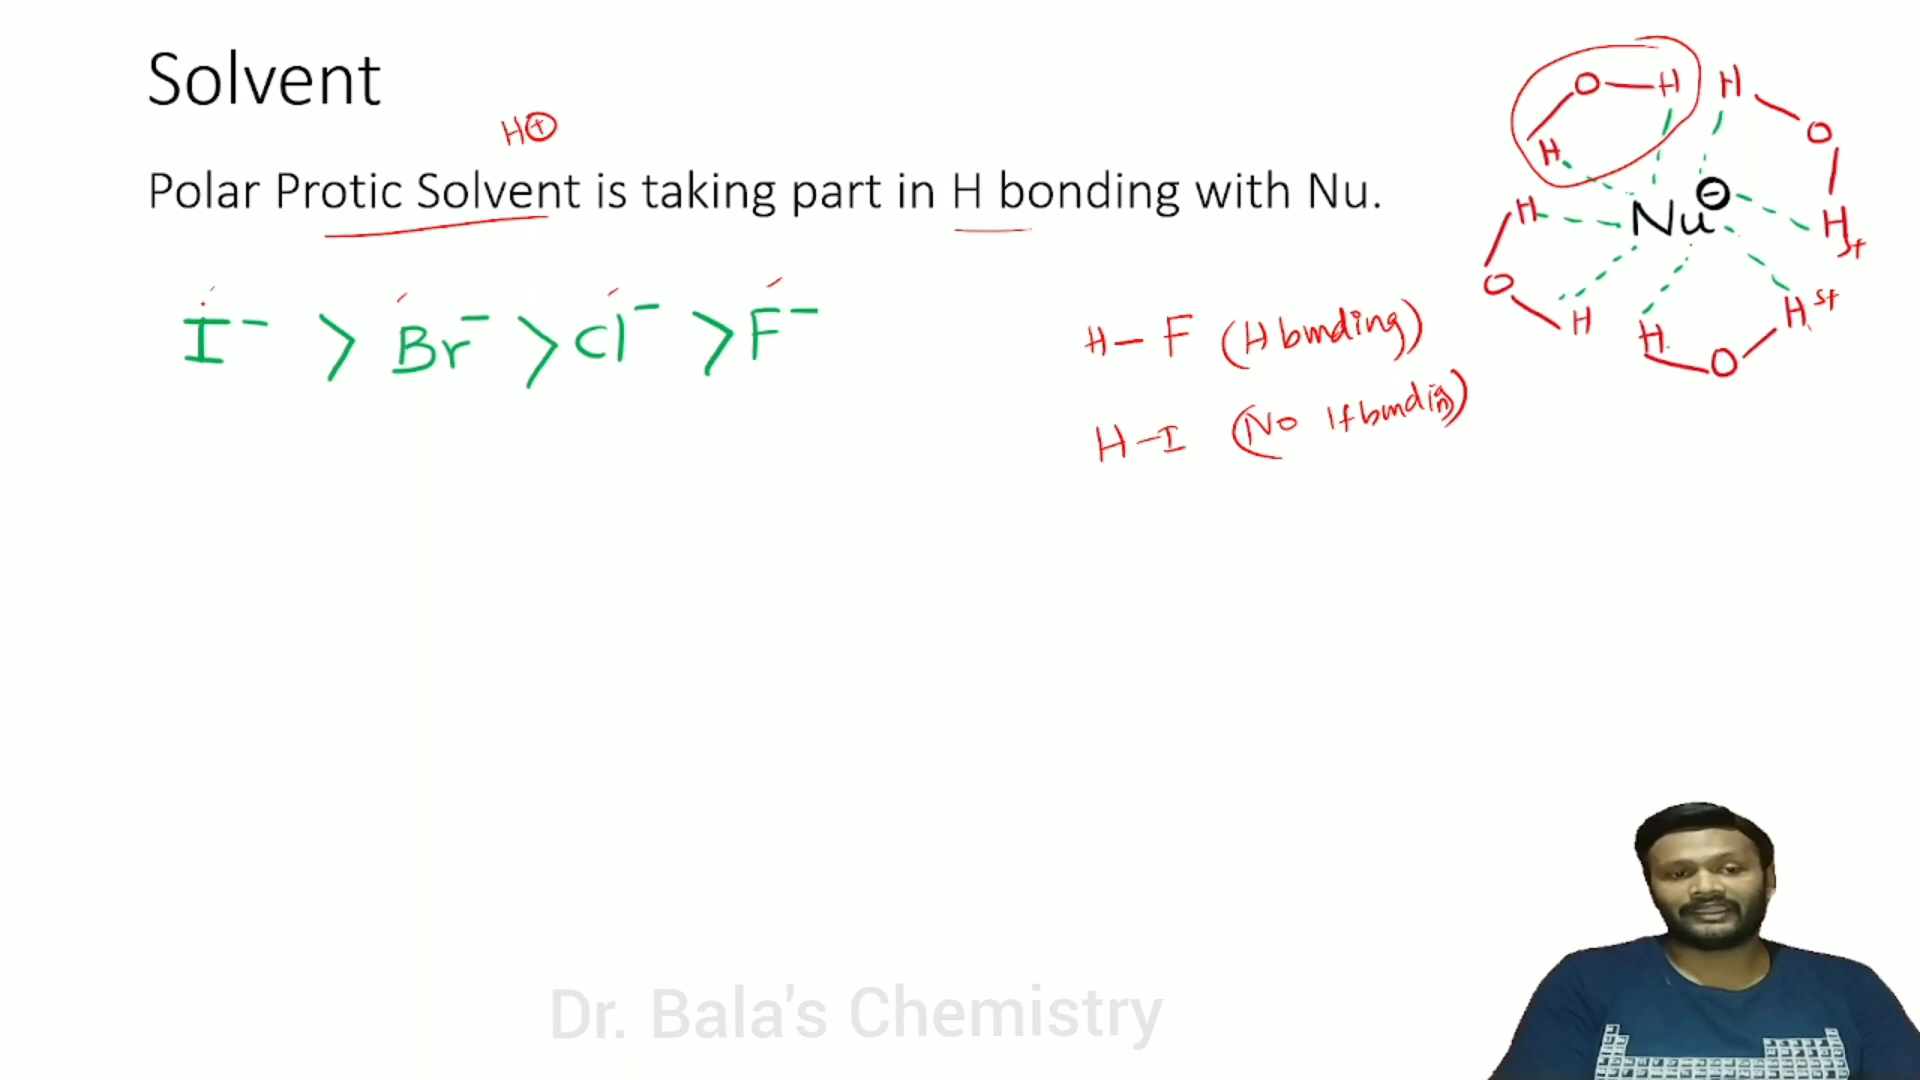 Solvent
H⊕
Polar Protic Solvent is taking part in H bonding with Nu.
I⁻ > Br⁻ > Cl⁻ > F⁻
H–F (H bonding)
H–I (No H bonding)
O–H H
H O
H Nu⊖ H δ+
O H H H δ+
O
Dr. Bala's Chemistry